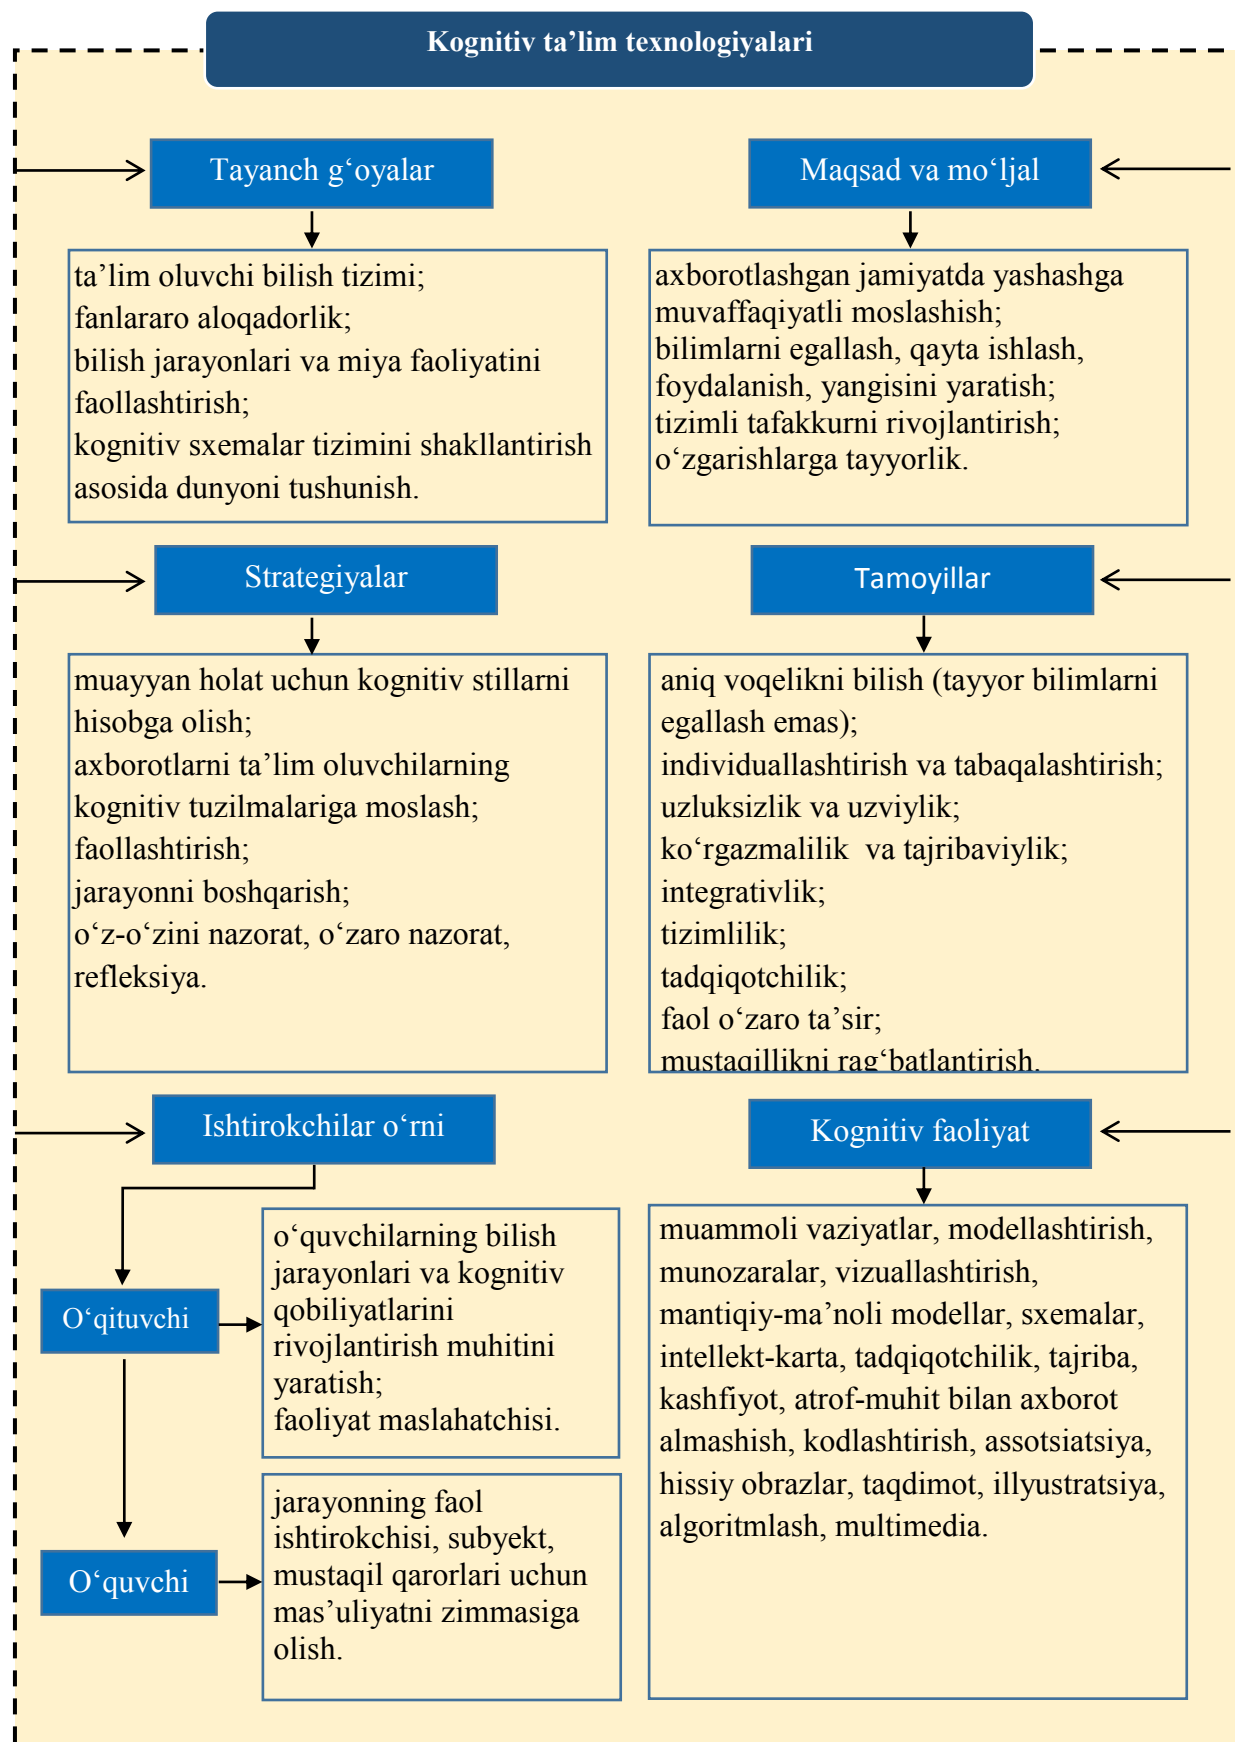 Kognitiv ta’lim texnologiyalari
Tayanch g‘oyalar
ta’lim oluvchi bilish tizimi;
fanlararo aloqadorlik;
bilish jarayonlari va miya faoliyatini
faollashtirish;
kognitiv sxemalar tizimini shakllantirish
asosida dunyoni tushunish.
Maqsad va mo‘ljal
axborotlashgan jamiyatda yashashga
muvaffaqiyatli moslashish;
bilimlarni egallash, qayta ishlash,
foydalanish, yangisini yaratish;
tizimli tafakkurni rivojlantirish;
o‘zgarishlarga tayyorlik.
Strategiyalar
muayyan holat uchun kognitiv stillarni
hisobga olish;
axborotlarni ta’lim oluvchilarning
kognitiv tuzilmalariga moslash;
faollashtirish;
jarayonni boshqarish;
o‘z-o‘zini nazorat, o‘zaro nazorat,
refleksiya.
Tamoyillar
aniq voqelikni bilish (tayyor bilimlarni
egallash emas);
individuallashtirish va tabaqalashtirish;
uzluksizlik va uzviylik;
ko‘rgazmalilik  va tajribaviylik;
integrativlik;
tizimlilik;
tadqiqotchilik;
faol o‘zaro ta’sir;
mustaqillikni rag‘batlantirish.
Ishtirokchilar o‘rni
O‘qituvchi
o‘quvchilarning bilish
jarayonlari va kognitiv
qobiliyatlarini
rivojlantirish muhitini
yaratish;
faoliyat maslahatchisi.
O‘quvchi
jarayonning faol
ishtirokchisi, subyekt,
mustaqil qarorlari uchun
mas’uliyatni zimmasiga
olish.
Kognitiv faoliyat
muammoli vaziyatlar, modellashtirish,
munozaralar, vizuallashtirish,
mantiqiy-ma’noli modellar, sxemalar,
intellekt-karta, tadqiqotchilik, tajriba,
kashfiyot, atrof-muhit bilan axborot
almashish, kodlashtirish, assotsiatsiya,
hissiy obrazlar, taqdimot, illyustratsiya,
algoritmlash, multimedia.